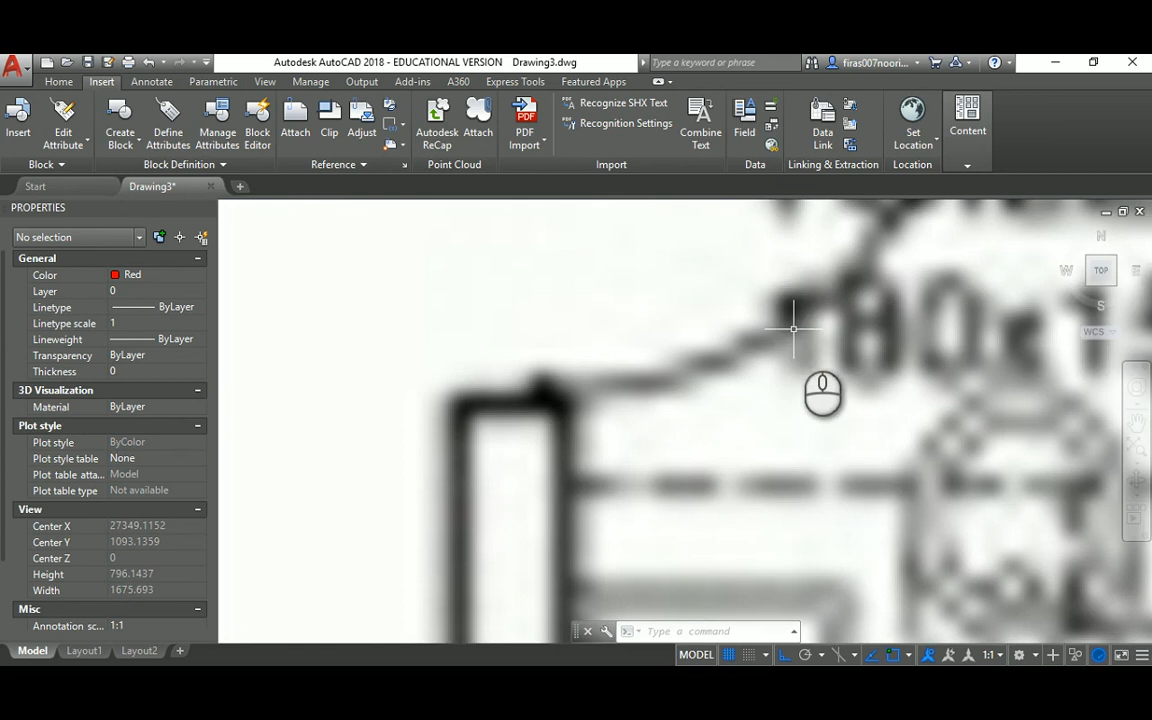 Autodesk AutoCAD 2018 - EDUCATIONAL VERSION Drawing3.dwg
Type a keyword or phrase
firas007noori...
Home Insert Annotate Parametric View Manage Output Add-ins A360 Express Tools Featured Apps
Insert
Edit Attribute
Create Block
Define Attributes
Manage Attributes
Block Editor
Attach
Clip
Adjust
Autodesk ReCap
Attach
PDF Import
Recognize SHX Text
Recognition Settings
Combine Text
Field
Data Link
Set Location
Content
Block
Block Definition
Reference
Point Cloud
Import
Data
Linking & Extraction
Location
Start
Drawing3*
PROPERTIES
No selection
General
Color Red
Layer 0
Linetype ByLayer
Linetype scale 1
Lineweight ByLayer
Transparency ByLayer
Thickness 0
3D Visualization
Material ByLayer
Plot style
Plot style ByColor
Plot style table None
Plot table atta... Model
Plot table type Not available
View
Center X 27349.1152
Center Y 1093.1359
Center Z 0
Height 796.1437
Width 1675.693
Misc
Annotation sc... 1:1
N
W TOP E
S
WCS
Type a command
Model Layout1 Layout2
MODEL 1:1